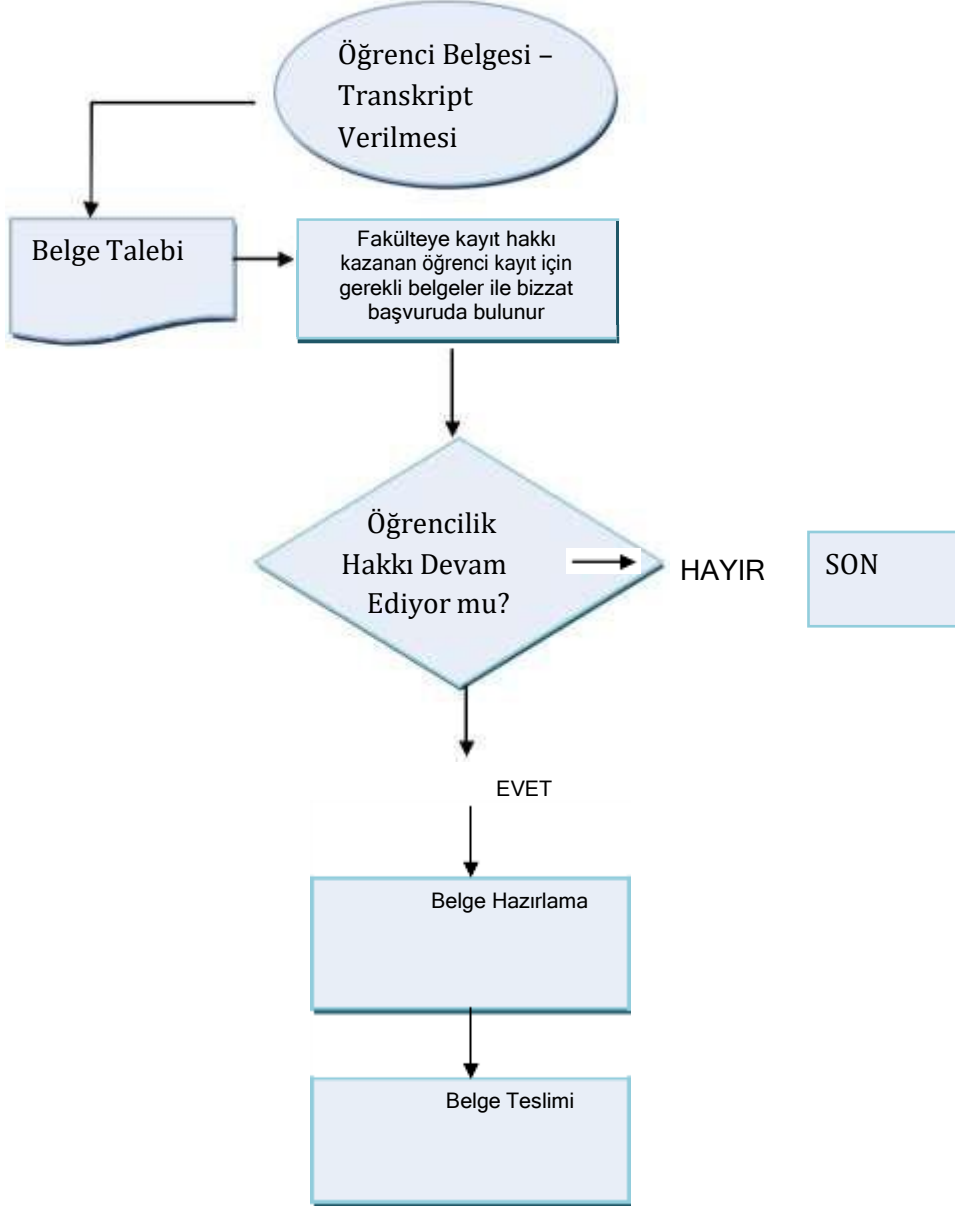 Öğrenci Belgesi –
Transkript
Verilmesi
Belge Talebi
Fakülteye kayıt hakkı
kazanan öğrenci kayıt için
gerekli belgeler ile bizzat
başvuruda bulunur
Öğrencilik
Hakkı Devam
Ediyor mu?
HAYIR
SON
EVET
Belge Hazırlama
Belge Teslimi